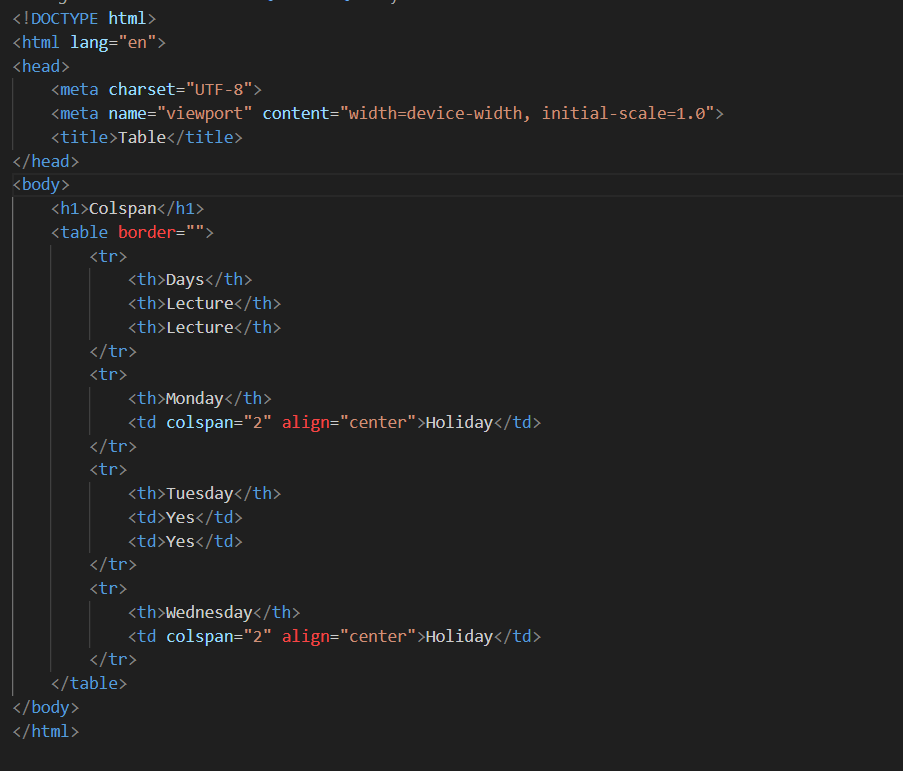 <!DOCTYPE html>
<html lang="en">
<head>
    <meta charset="UTF-8">
    <meta name="viewport" content="width=device-width, initial-scale=1.0">
    <title>Table</title>
</head>
<body>
    <h1>Colspan</h1>
    <table border="">
        <tr>
            <th>Days</th>
            <th>Lecture</th>
            <th>Lecture</th>
        </tr>
        <tr>
            <th>Monday</th>
            <td colspan="2" align="center">Holiday</td>
        </tr>
        <tr>
            <th>Tuesday</th>
            <td>Yes</td>
            <td>Yes</td>
        </tr>
        <tr>
            <th>Wednesday</th>
            <td colspan="2" align="center">Holiday</td>
        </tr>
    </table>
</body>
</html>